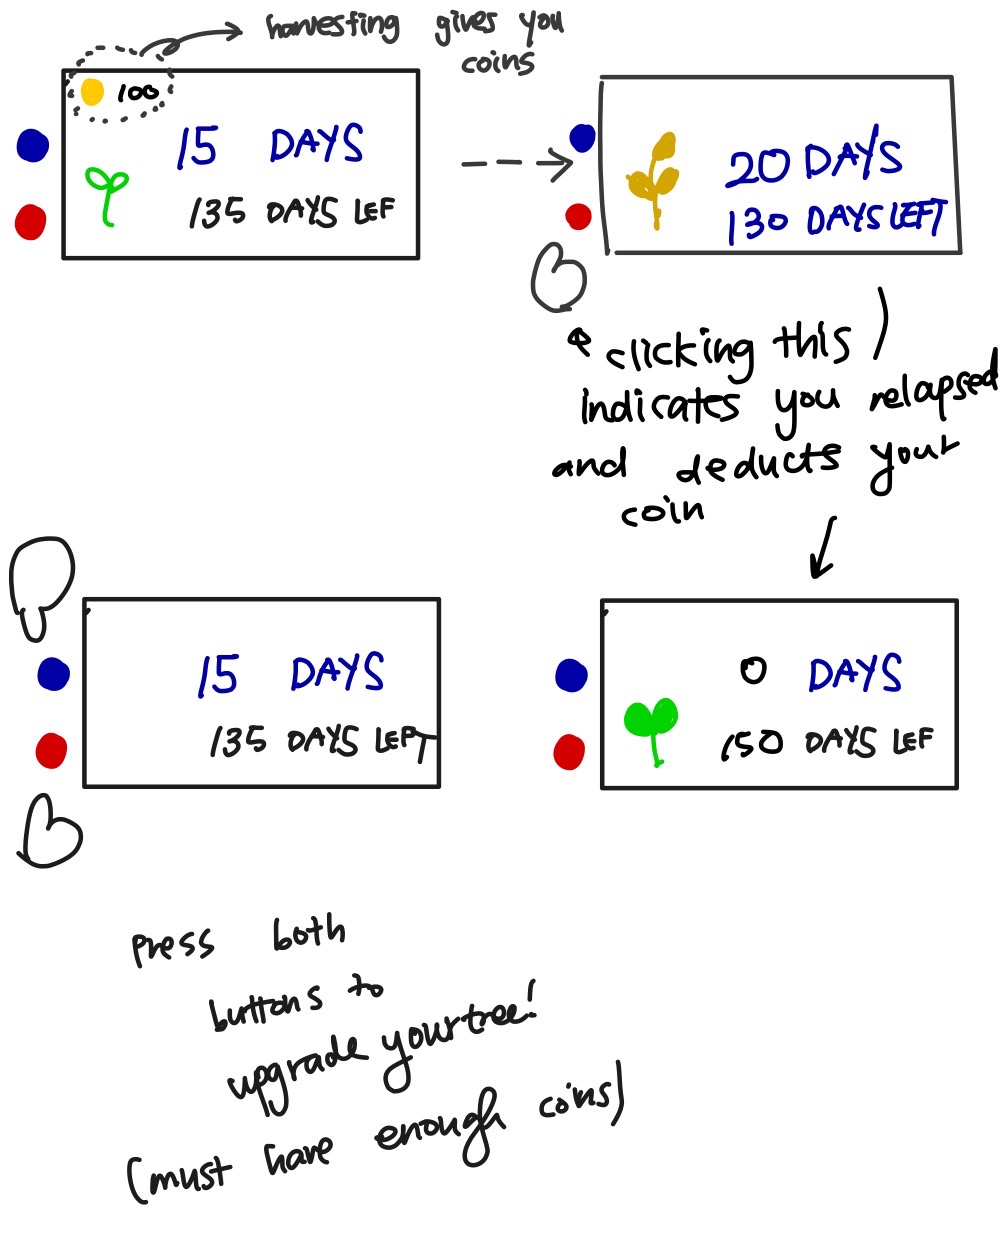 harvesting gives you
coins
100
15 DAYS
135 DAYS LEF
20 DAYS
130 DAYS LEFT
clicking this
indicates you relapsed
and deducts your
coin
15 DAYS
135 DAYS LEFT
0 DAYS
150 DAYS LEF
press both
buttons to
upgrade your tree!
(must have enough coins)